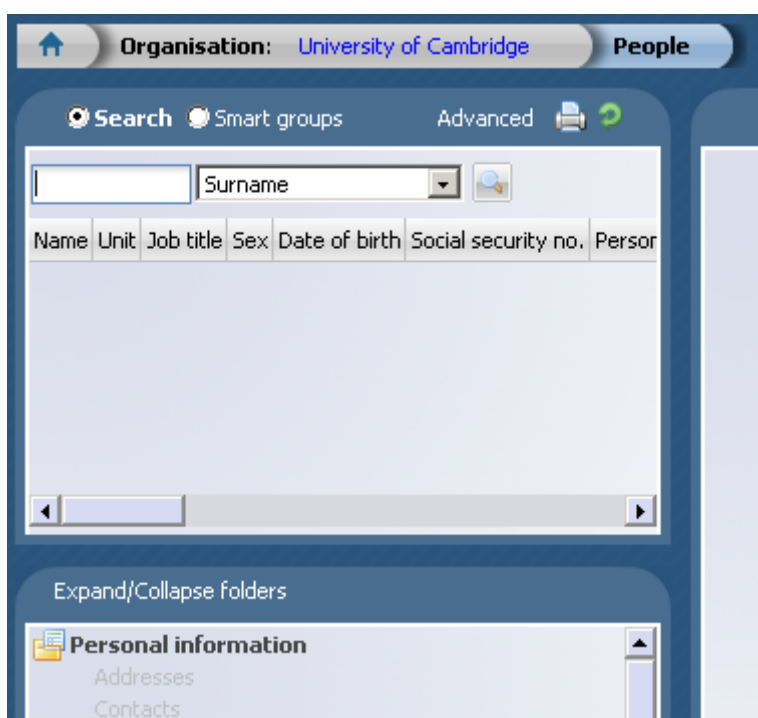 Organisation: University of Cambridge People
Search Smart groups Advanced
Surname
Name Unit Job title Sex Date of birth Social security no. Person
Expand/Collapse folders
Personal information
Addresses
Contacts